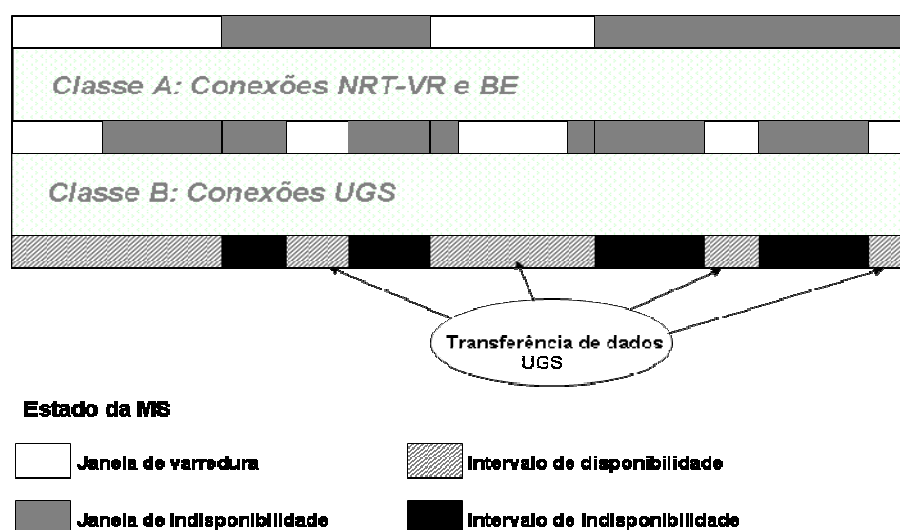 Classe A: Conexões NRT-VR e BE
Classe B: Conexões UGS
Transferência de dados
UGS
Estado da MS
Janela de varredura
Intervalo de disponibilidade
Janela de Indisponibilidade
Intervalo de Indisponibilidade